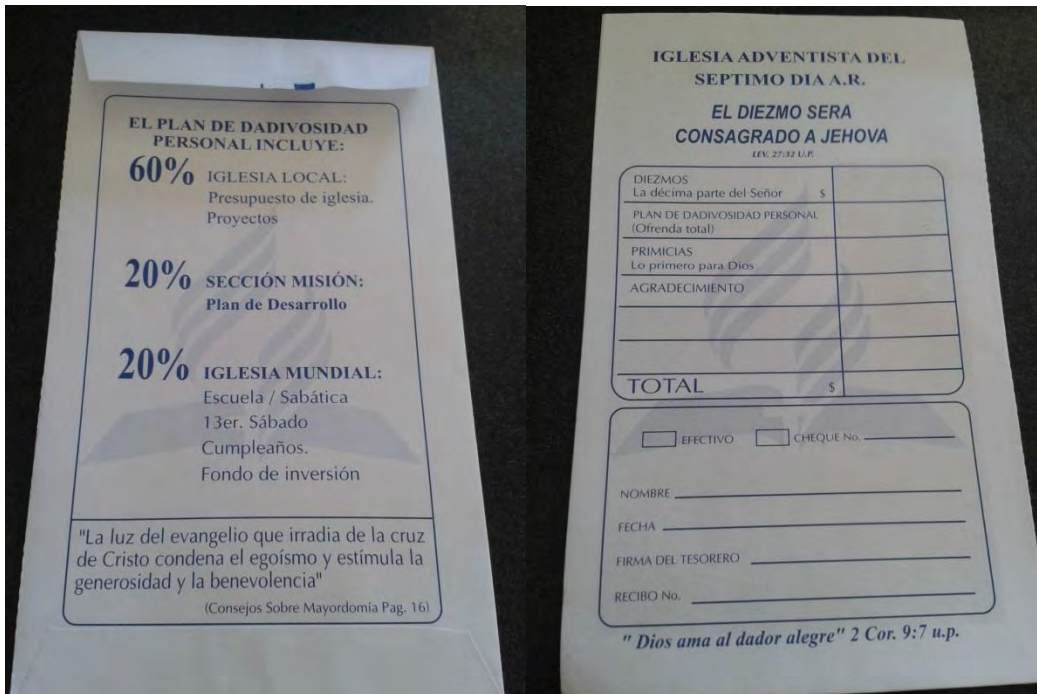 EL PLAN DE DADIVOSIDAD
PERSONAL INCLUYE:
60% IGLESIA LOCAL:
Presupuesto de iglesia.
Proyectos
20% SECCIÓN MISIÓN:
Plan de Desarrollo
20% IGLESIA MUNDIAL:
Escuela / Sabática
13er. Sábado
Cumpleaños.
Fondo de inversión
"La luz del evangelio que irradia de la cruz
de Cristo condena el egoísmo y estímula la
generosidad y la benevolencia"
(Consejos Sobre Mayordomía Pag. 16)
IGLESIA ADVENTISTA DEL
SEPTIMO DIA A.R.
EL DIEZMO SERA
CONSAGRADO A JEHOVA
LEV. 27:32 U.P.
DIEZMOS
La décima parte del Señor $
PLAN DE DADIVOSIDAD PERSONAL
(Ofrenda total)
PRIMICIAS
Lo primero para Dios
AGRADECIMIENTO
TOTAL $
EFECTIVO CHEQUE No.
NOMBRE
FECHA
FIRMA DEL TESORERO
RECIBO No.
" Dios ama al dador alegre" 2 Cor. 9:7 u.p.